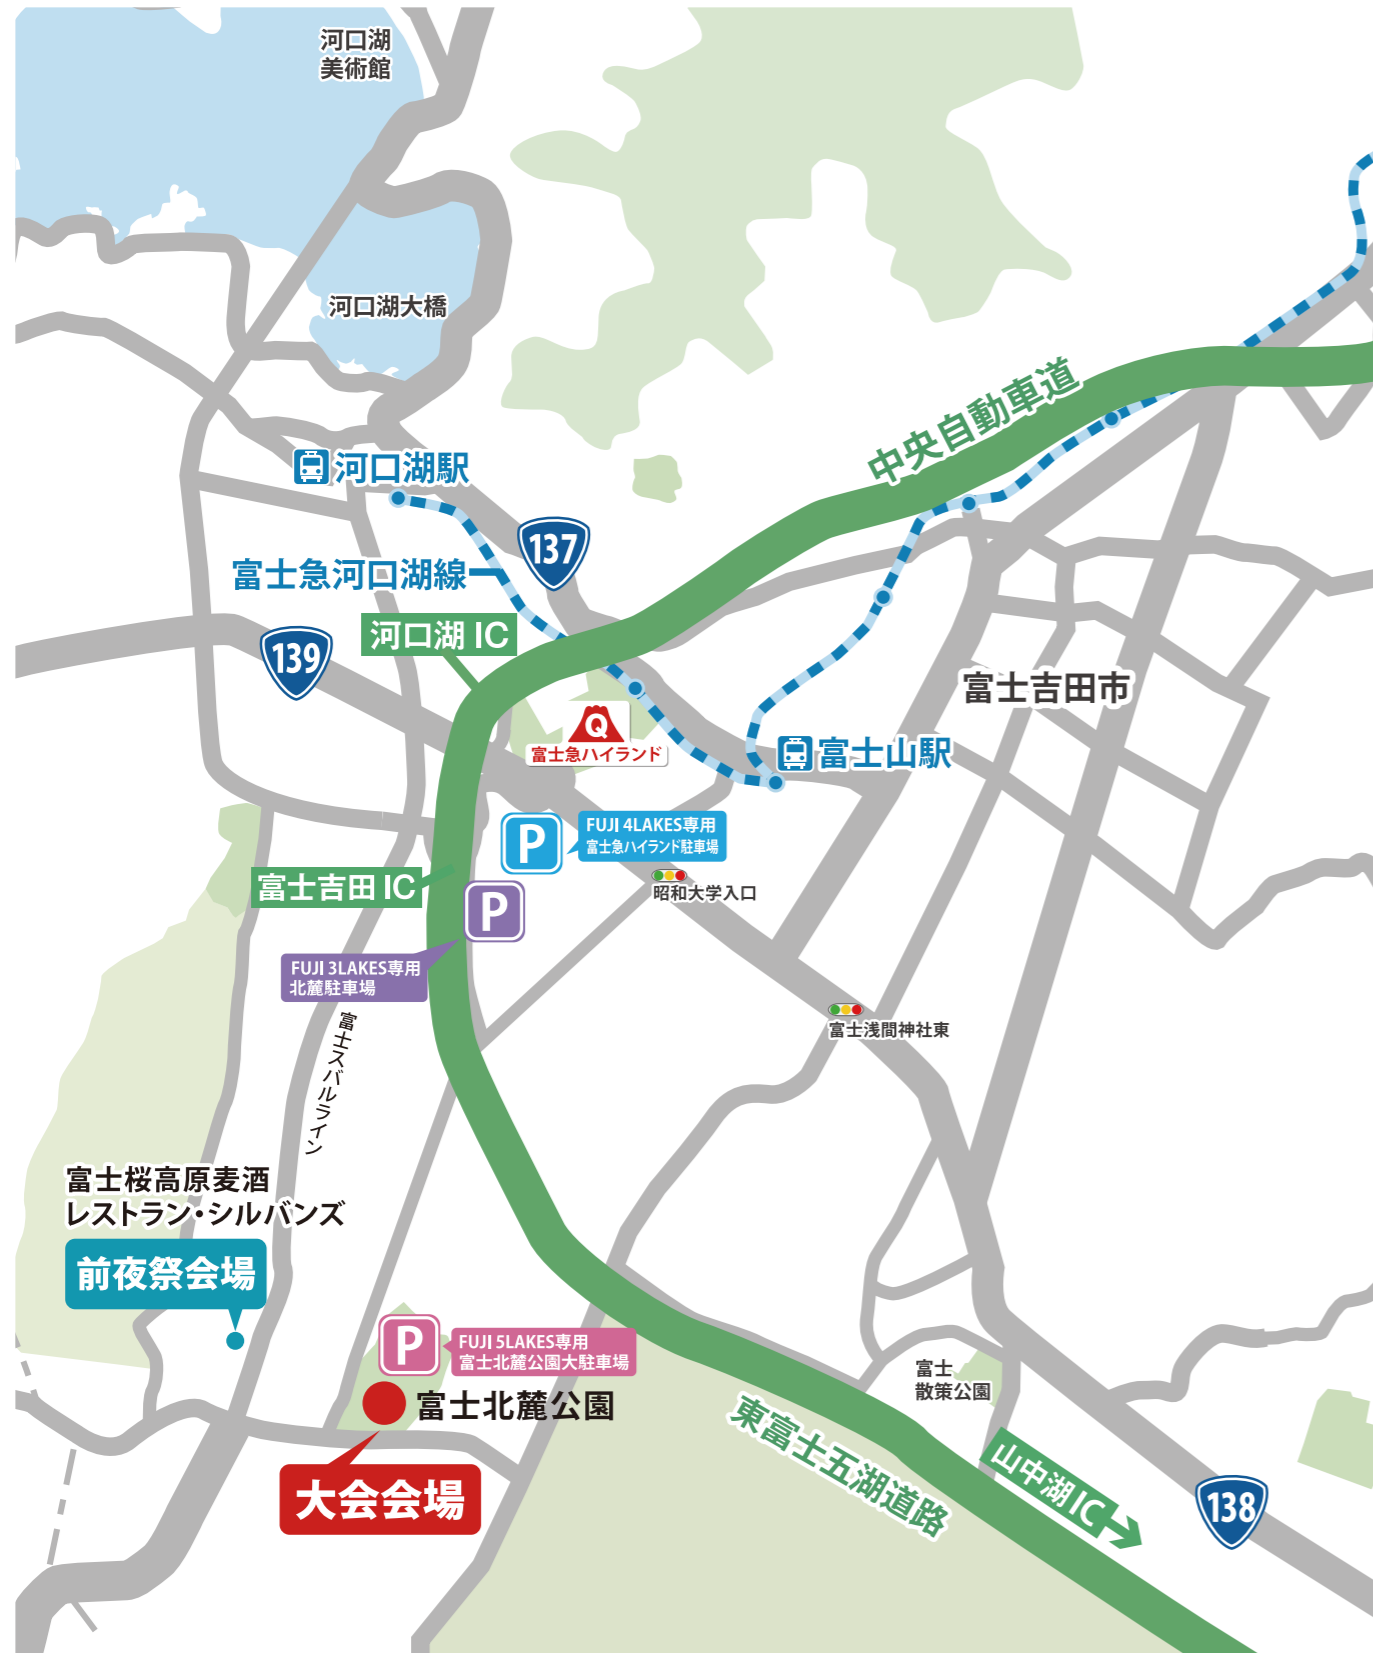 河口湖
美術館
河口湖大橋
中央自動車道
河口湖駅
137
富士急河口湖線
河口湖 IC
139
富士吉田市
Q
富士急ハイランド
富士山駅
P
FUJI 4LAKES専用
富士急ハイランド駐車場
富士吉田 IC
昭和大学入口
P
FUJI 3LAKES専用
北麓駐車場
富士スバルライン
富士浅間神社東
富士桜高原麦酒
レストラン・シルバンズ
前夜祭会場
P
FUJI 5LAKES専用
富士北麓公園大駐車場
富士北麓公園
富士
散策公園
大会会場
東富士五湖道路
山中湖 IC
138